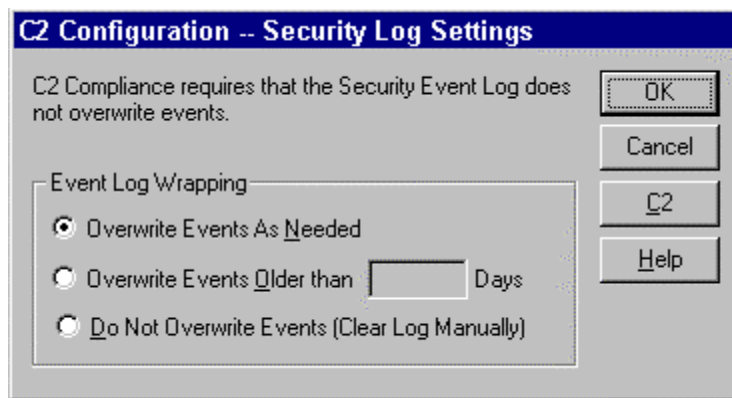 C2 Configuration -- Security Log Settings
C2 Compliance requires that the Security Event Log does
not overwrite events.
OK
Cancel
C2
Help
Event Log Wrapping
Overwrite Events As Needed
Overwrite Events Older than Days
Do Not Overwrite Events (Clear Log Manually)